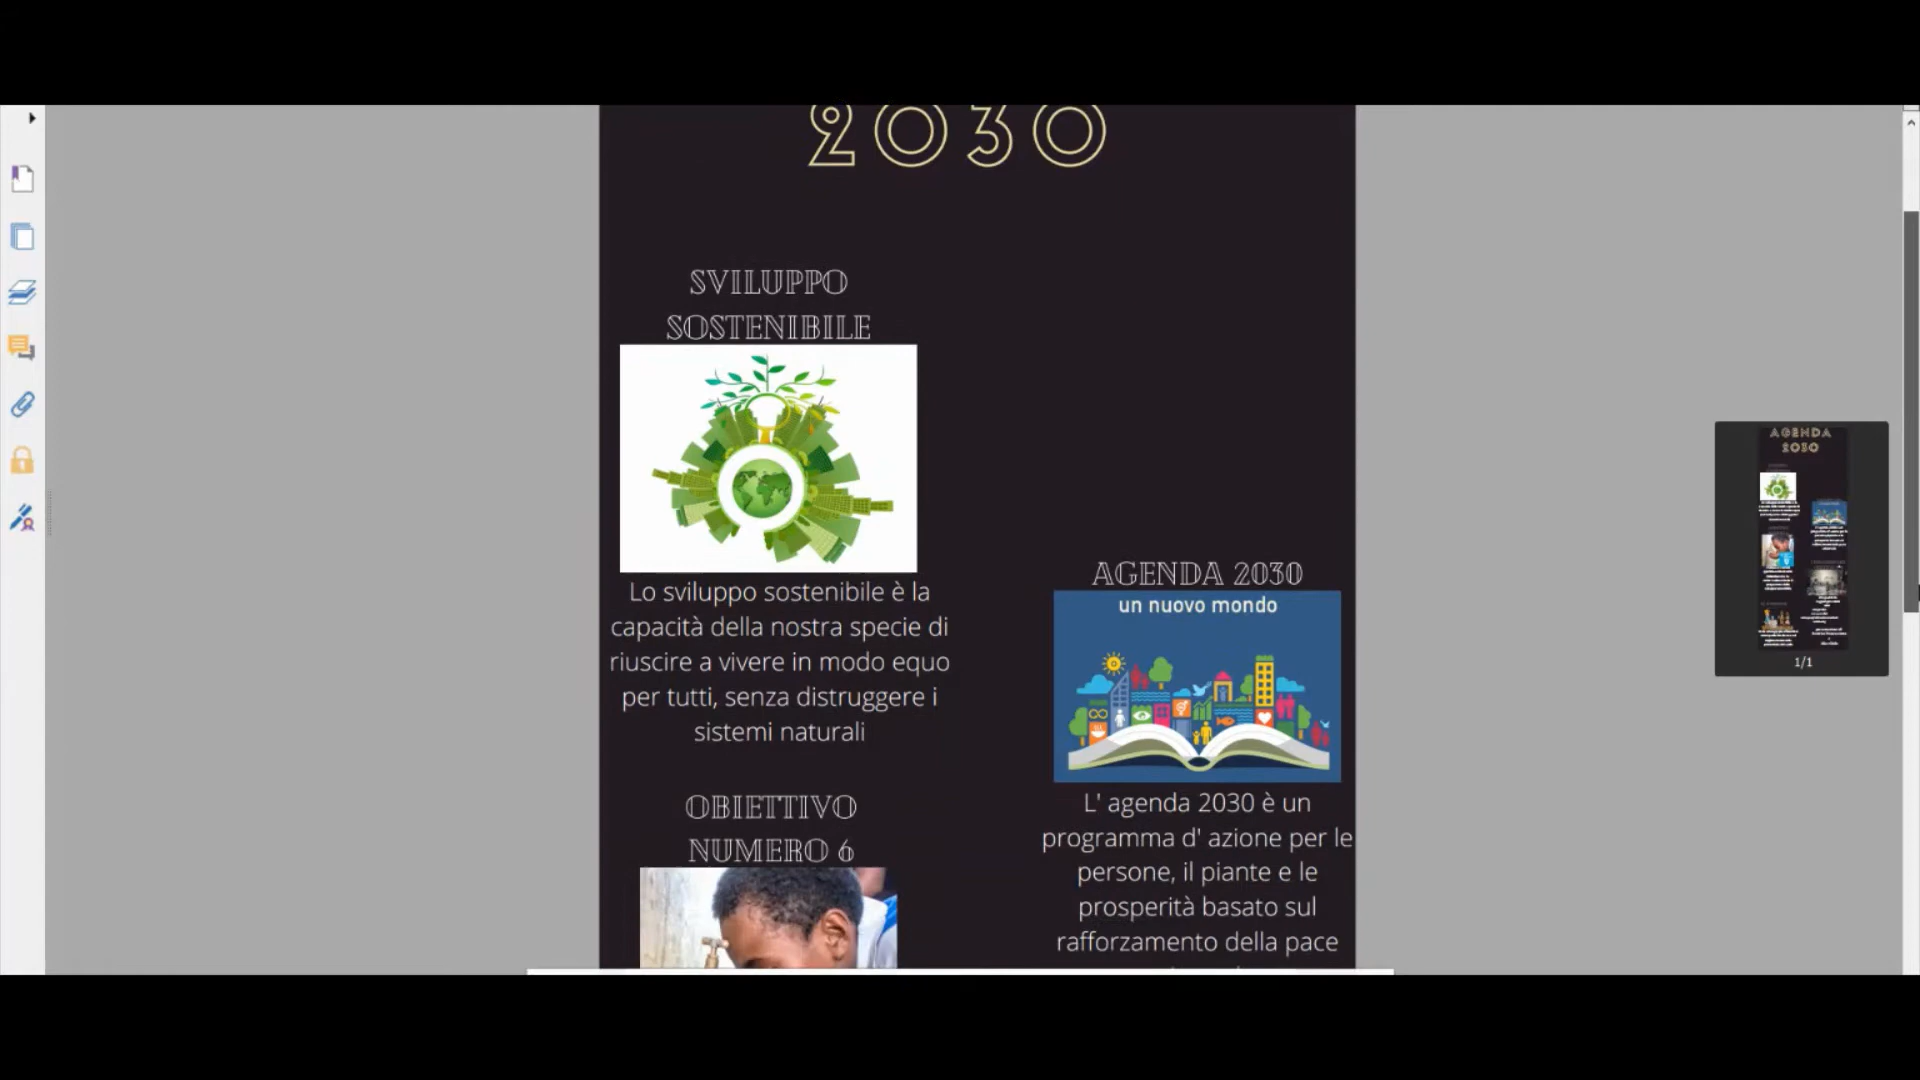 2030
SVILUPPO
SOSTENIBILE
Lo sviluppo sostenibile è la
capacità della nostra specie di
riuscire a vivere in modo equo
per tutti, senza distruggere i
sistemi naturali
OBIETTIVO
NUMERO 6
AGENDA 2030
un nuovo mondo
L' agenda 2030 è un
programma d' azione per le
persone, il piante e le
prosperità basato sul
rafforzamento della pace
AGENDA
2030
1/1